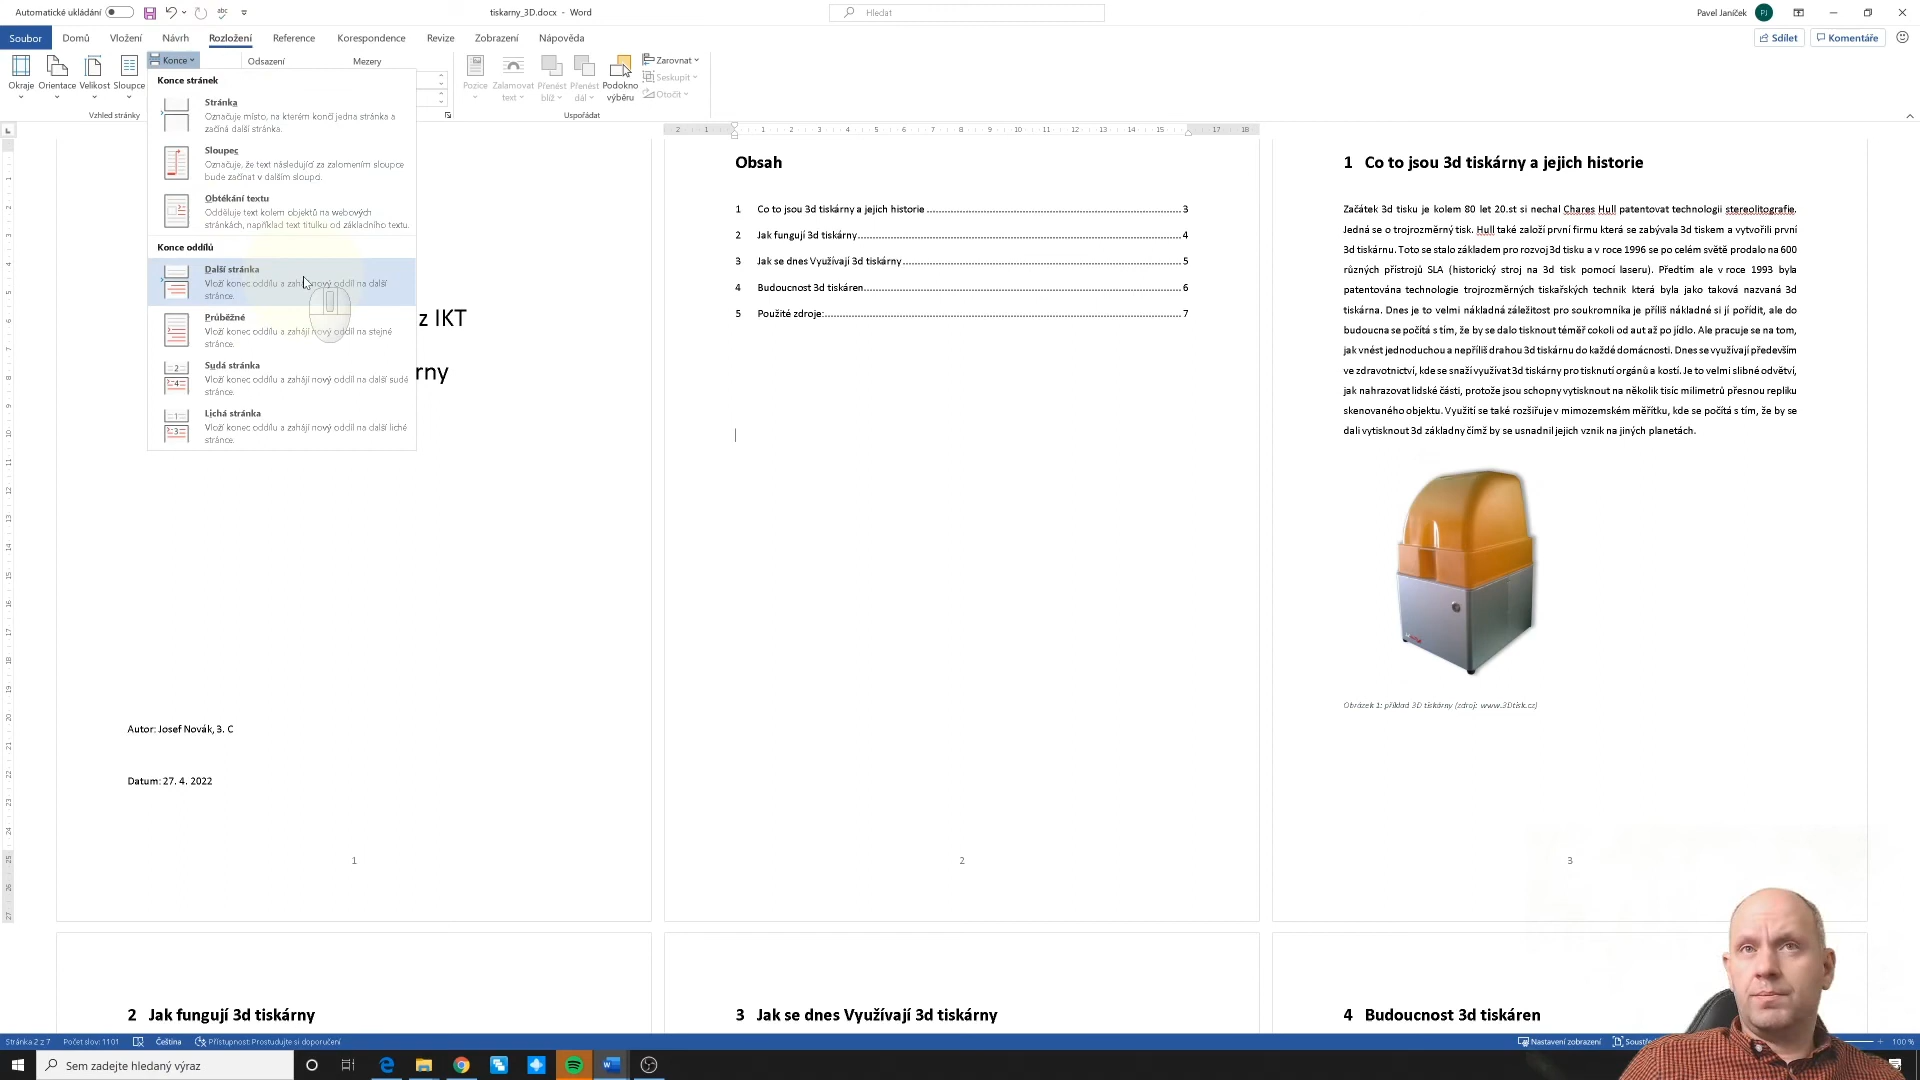 Automatické ukládání
tiskarny_3D.docx - Word
Hledat
Pavel Janíček
PJ
Soubor
Domů
Vložení
Návrh
Rozložení
Reference
Korespondence
Revize
Zobrazení
Nápověda
Sdílet
Komentáře
Okraje
Orientace
Velikost
Sloupce
Konce
Odsazení
Mezery
Pozice
Zalamovat text
Přenést blíž
Přenést dál
Podokno výběru
Zarovnat
Seskupit
Otočit
Vzhled stránky
Uspořádat
Konce stránek
Stránka
Označuje místo, na kterém končí jedna stránka a
začíná další stránka.
Sloupec
Označuje, že text následující za zalomením sloupce
bude začínat v dalším sloupci.
Obtékání textu
Odděluje text kolem objektů na webových
stránkách, například text titulku od základního textu.
Konce oddílů
Další stránka
Vloží konec oddílu a zahájí nový oddíl na další
stránce.
Průběžné
Vloží konec oddílu a zahájí nový oddíl na stejné
stránce.
Sudá stránka
Vloží konec oddílu a zahájí nový oddíl na další sudé
stránce.
Lichá stránka
Vloží konec oddílu a zahájí nový oddíl na další liché
stránce.
z IKT
rny
Autor: Josef Novák, 3. C
Datum: 27. 4. 2022
1
Obsah
1 Co to jsou 3d tiskárny a jejich historie 3
2 Jak fungují 3d tiskárny 4
3 Jak se dnes Využívají 3d tiskárny 5
4 Budoucnost 3d tiskáren 6
5 Použité zdroje: 7
2
1 Co to jsou 3d tiskárny a jejich historie
Začátek 3d tisku je kolem 80 let 20.st si nechal Chares Hull patentovat technologii stereolitografie.
Jedná se o trojrozměrný tisk. Hull také založí první firmu která se zabývala 3d tiskem a vytvořili první
3d tiskárnu. Toto se stalo základem pro rozvoj 3d tisku a v roce 1996 se po celém světě prodalo na 600
různých přístrojů SLA (historický stroj na 3d tisk pomocí laseru). Předtím ale v roce 1993 byla
patentována technologie trojrozměrných tiskařských technik která byla jako taková nazvaná 3d
tiskárna. Dnes je to velmi nákladná záležitost pro soukromníka je příliš nákladné si jí pořídit, ale do
budoucna se počítá s tím, že by se dalo tisknout téměř cokoli od aut až po jídlo. Ale pracuje se na tom,
jak vnést jednoduchou a nepříliš drahou 3d tiskárnu do každé domácnosti. Dnes se využívají především
ve zdravotnictví, kde se snaží využívat 3d tiskárny pro tisknutí orgánů a kostí. Je to velmi slibné odvětví,
jak nahrazovat lidské části, protože jsou schopny vytisknout na několik tisíc milimetrů přesnou repliku
skenovaného objektu. Využití se také rozšiřuje v mimozemském měřítku, kde se počítá s tím, že by se
dali vytisknout 3d základny čímž by se usnadnil jejich vznik na jiných planetách.
Obrázek 1: příklad 3D tiskárny (zdroj: www.3Dtisk.cz)
3
2 Jak fungují 3d tiskárny
3 Jak se dnes Využívají 3d tiskárny
4 Budoucnost 3d tiskáren
Stránka 2 z 7
Počet slov: 1101
Čeština
Přístupnost: Prostudujte si doporučení
Nastavení zobrazení
100 %
Sem zadejte hledaný výraz